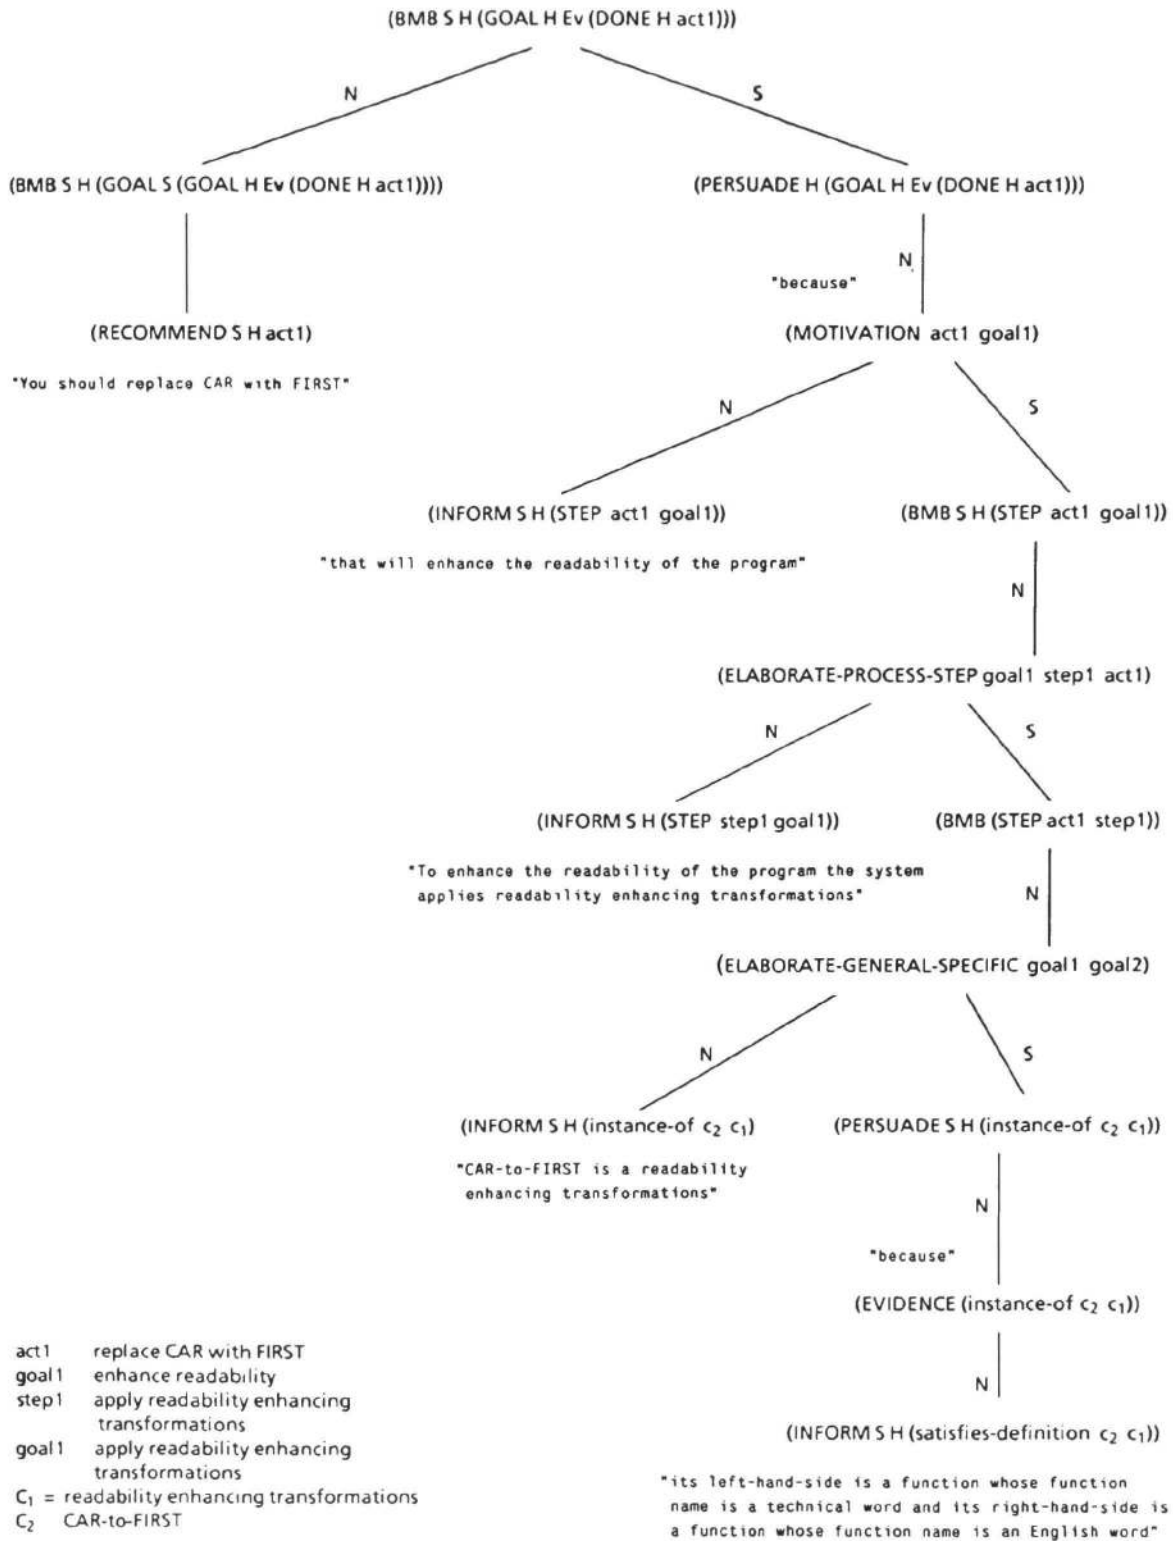 (BMB S H (GOAL H Ev (DONE H act1)))
N
S
(BMB S H (GOAL S (GOAL H Ev (DONE H act1))))
(PERSUADE H (GOAL H Ev (DONE H act1)))
N
"because"
(RECOMMEND S H act1)
(MOTIVATION act1 goal1)
"You should replace CAR with FIRST"
N
S
(INFORM S H (STEP act1 goal1))
(BMB S H (STEP act1 goal1))
"that will enhance the readability of the program"
N
(ELABORATE-PROCESS-STEP goal1 step1 act1)
N
S
(INFORM S H (STEP step1 goal1))
(BMB (STEP act1 step1))
"To enhance the readability of the program the system
applies readability enhancing transformations"
N
(ELABORATE-GENERAL-SPECIFIC goal1 goal2)
N
S
(INFORM S H (instance-of c2 c1)
(PERSUADE S H (instance-of c2 c1))
"CAR-to-FIRST is a readability
enhancing transformations"
N
"because"
(EVIDENCE (instance-of c2 c1))
N
(INFORM S H (satisfies-definition c2 c1))
"its left-hand-side is a function whose function
name is a technical word and its right-hand-side is
a function whose function name is an English word"
act1 replace CAR with FIRST
goal1 enhance readability
step1 apply readability enhancing
transformations
goal1 apply readability enhancing
transformations
C1 = readability enhancing transformations
C2 CAR-to-FIRST